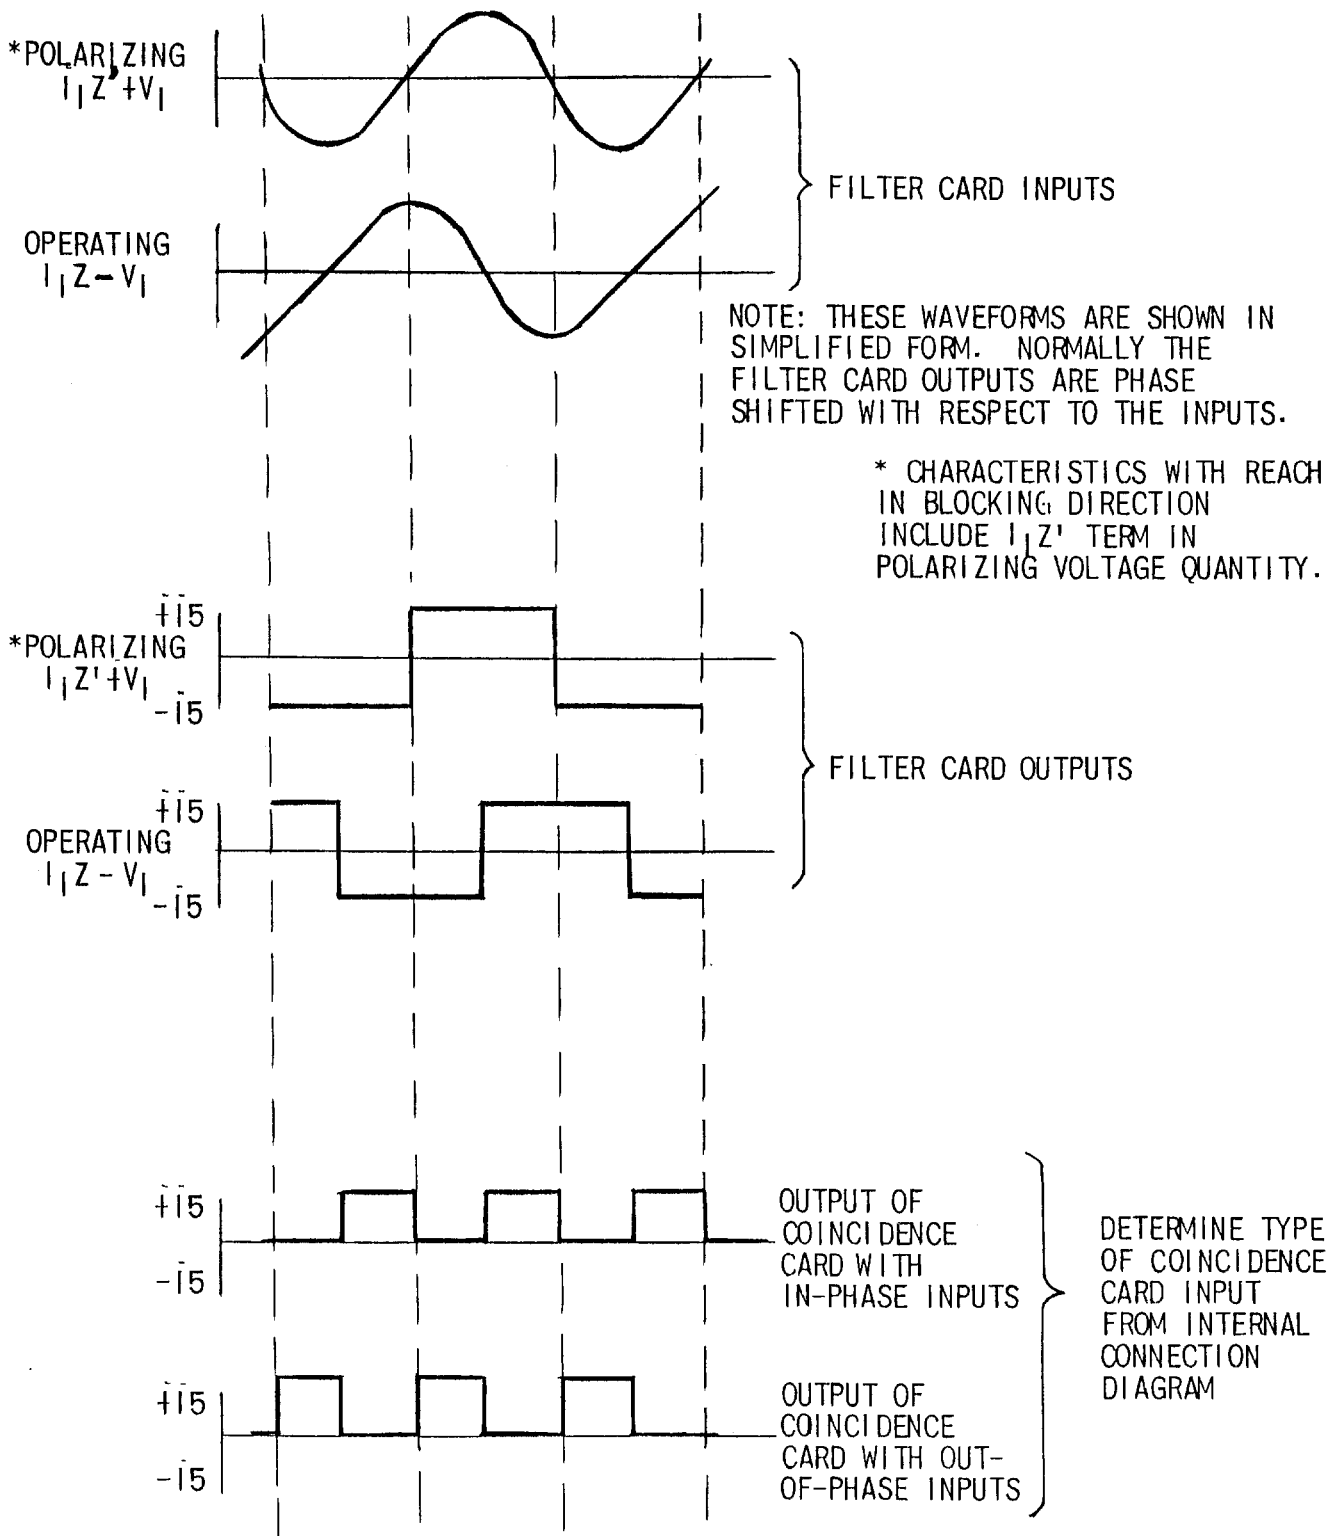 *POLARIZING
I₁Z'+V₁
FILTER CARD INPUTS
OPERATING
I₁Z-V₁
NOTE: THESE WAVEFORMS ARE SHOWN IN
SIMPLIFIED FORM. NORMALLY THE
FILTER CARD OUTPUTS ARE PHASE
SHIFTED WITH RESPECT TO THE INPUTS.
* CHARACTERISTICS WITH REACH
IN BLOCKING DIRECTION
INCLUDE I₁Z' TERM IN
POLARIZING VOLTAGE QUANTITY.
+15
*POLARIZING
I₁Z'+V₁
-15
FILTER CARD OUTPUTS
+15
OPERATING
I₁Z-V₁
-15
+15
-15
OUTPUT OF
COINCIDENCE
CARD WITH
IN-PHASE INPUTS
DETERMINE TYPE
OF COINCIDENCE
CARD INPUT
FROM INTERNAL
CONNECTION
DIAGRAM
+15
-15
OUTPUT OF
COINCIDENCE
CARD WITH OUT-
OF-PHASE INPUTS